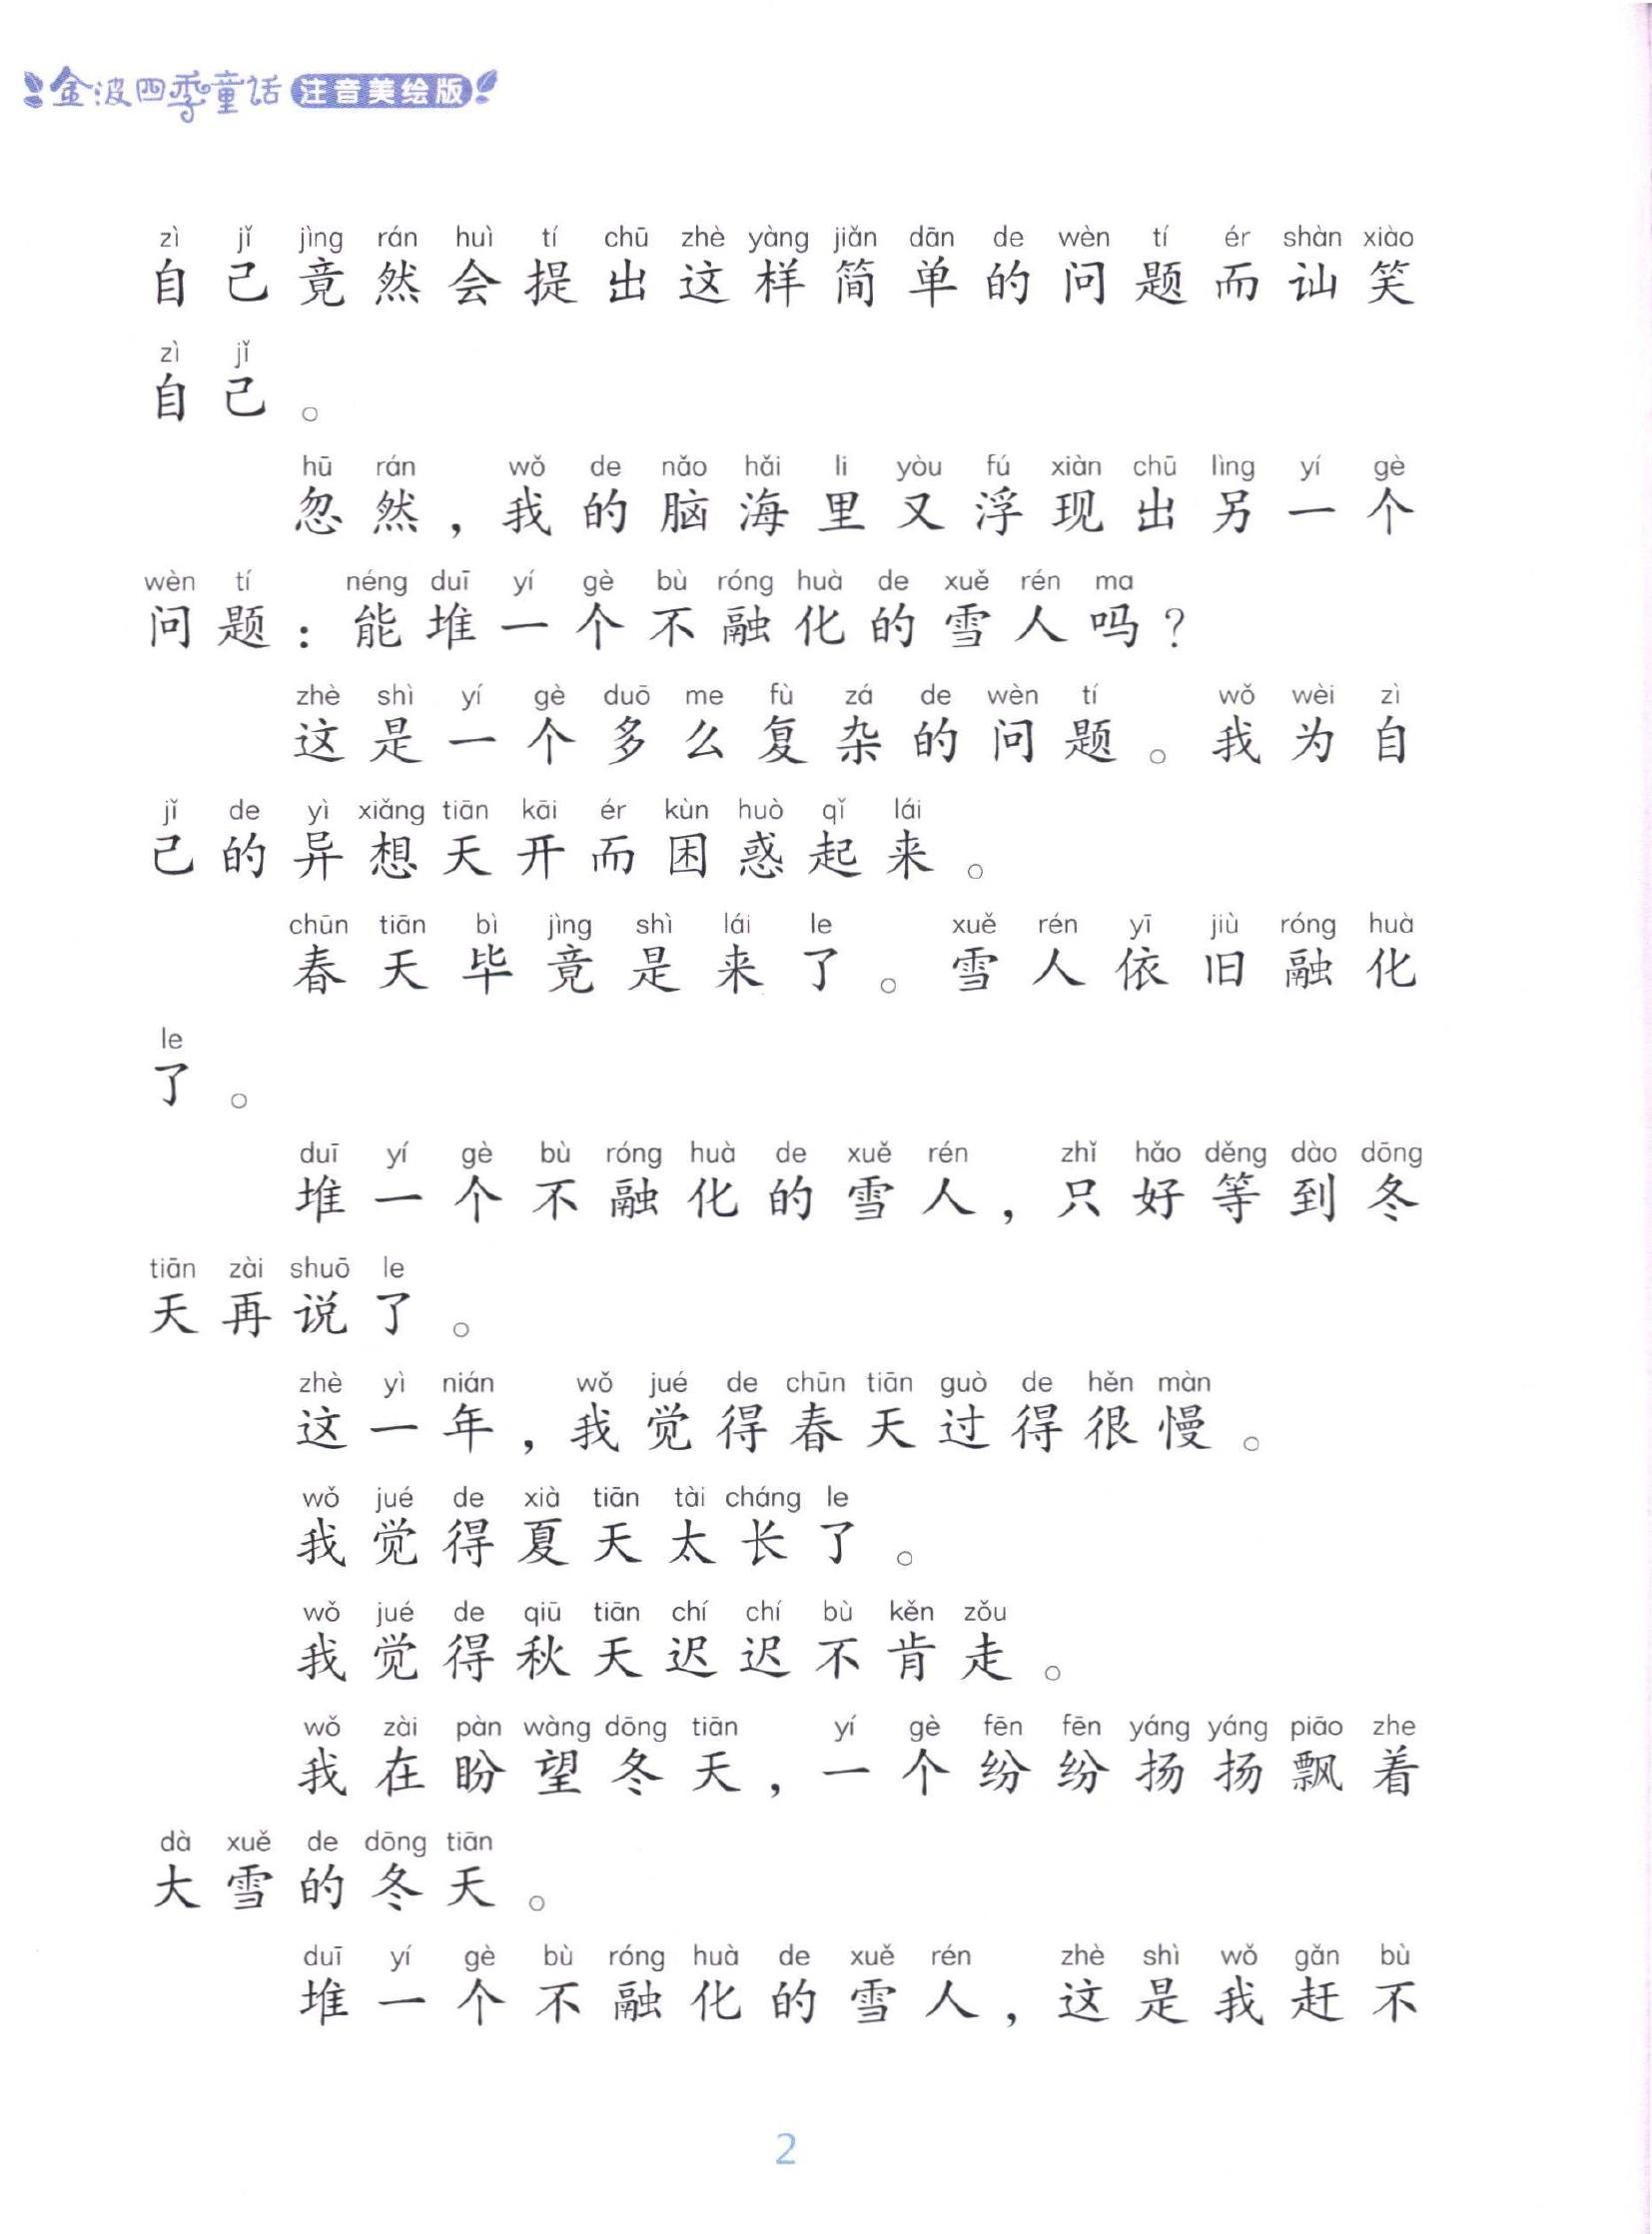 金波四季童话 注音美绘版
zì jǐ jìng rán huì tí chū zhè yàng jiǎn dān de wèn tí ér shàn xiào
自己竟然会提出这样简单的问题而讪笑
zì jǐ
自己。
hū rán wǒ de nǎo hǎi li yòu fú xiàn chū lìng yí gè
忽然，我的脑海里又浮现出另一个
wèn tí néng duī yí gè bù róng huà de xuě rén ma
问题：能堆一个不融化的雪人吗？
zhè shì yí gè duō me fù zá de wèn tí wǒ wèi zì
这是一个多么复杂的问题。我为自
jǐ de yì xiǎng tiān kāi ér kùn huò qǐ lái
己的异想天开而困惑起来。
chūn tiān bì jìng shì lái le xuě rén yī jiù róng huà
春天毕竟是来了。雪人依旧融化
le
了。
duī yí gè bù róng huà de xuě rén zhǐ hǎo děng dào dōng
堆一个不融化的雪人，只好等到冬
tiān zài shuō le
天再说了。
zhè yì nián wǒ jué de chūn tiān guò de hěn màn
这一年，我觉得春天过得很慢。
wǒ jué de xià tiān tài cháng le
我觉得夏天太长了。
wǒ jué de qiū tiān chí chí bù kěn zǒu
我觉得秋天迟迟不肯走。
wǒ zài pàn wàng dōng tiān yí gè fēn fēn yáng yáng piāo zhe
我在盼望冬天，一个纷纷扬扬飘着
dà xuě de dōng tiān
大雪的冬天。
duī yí gè bù róng huà de xuě rén zhè shì wǒ gǎn bù
堆一个不融化的雪人，这是我赶不
2